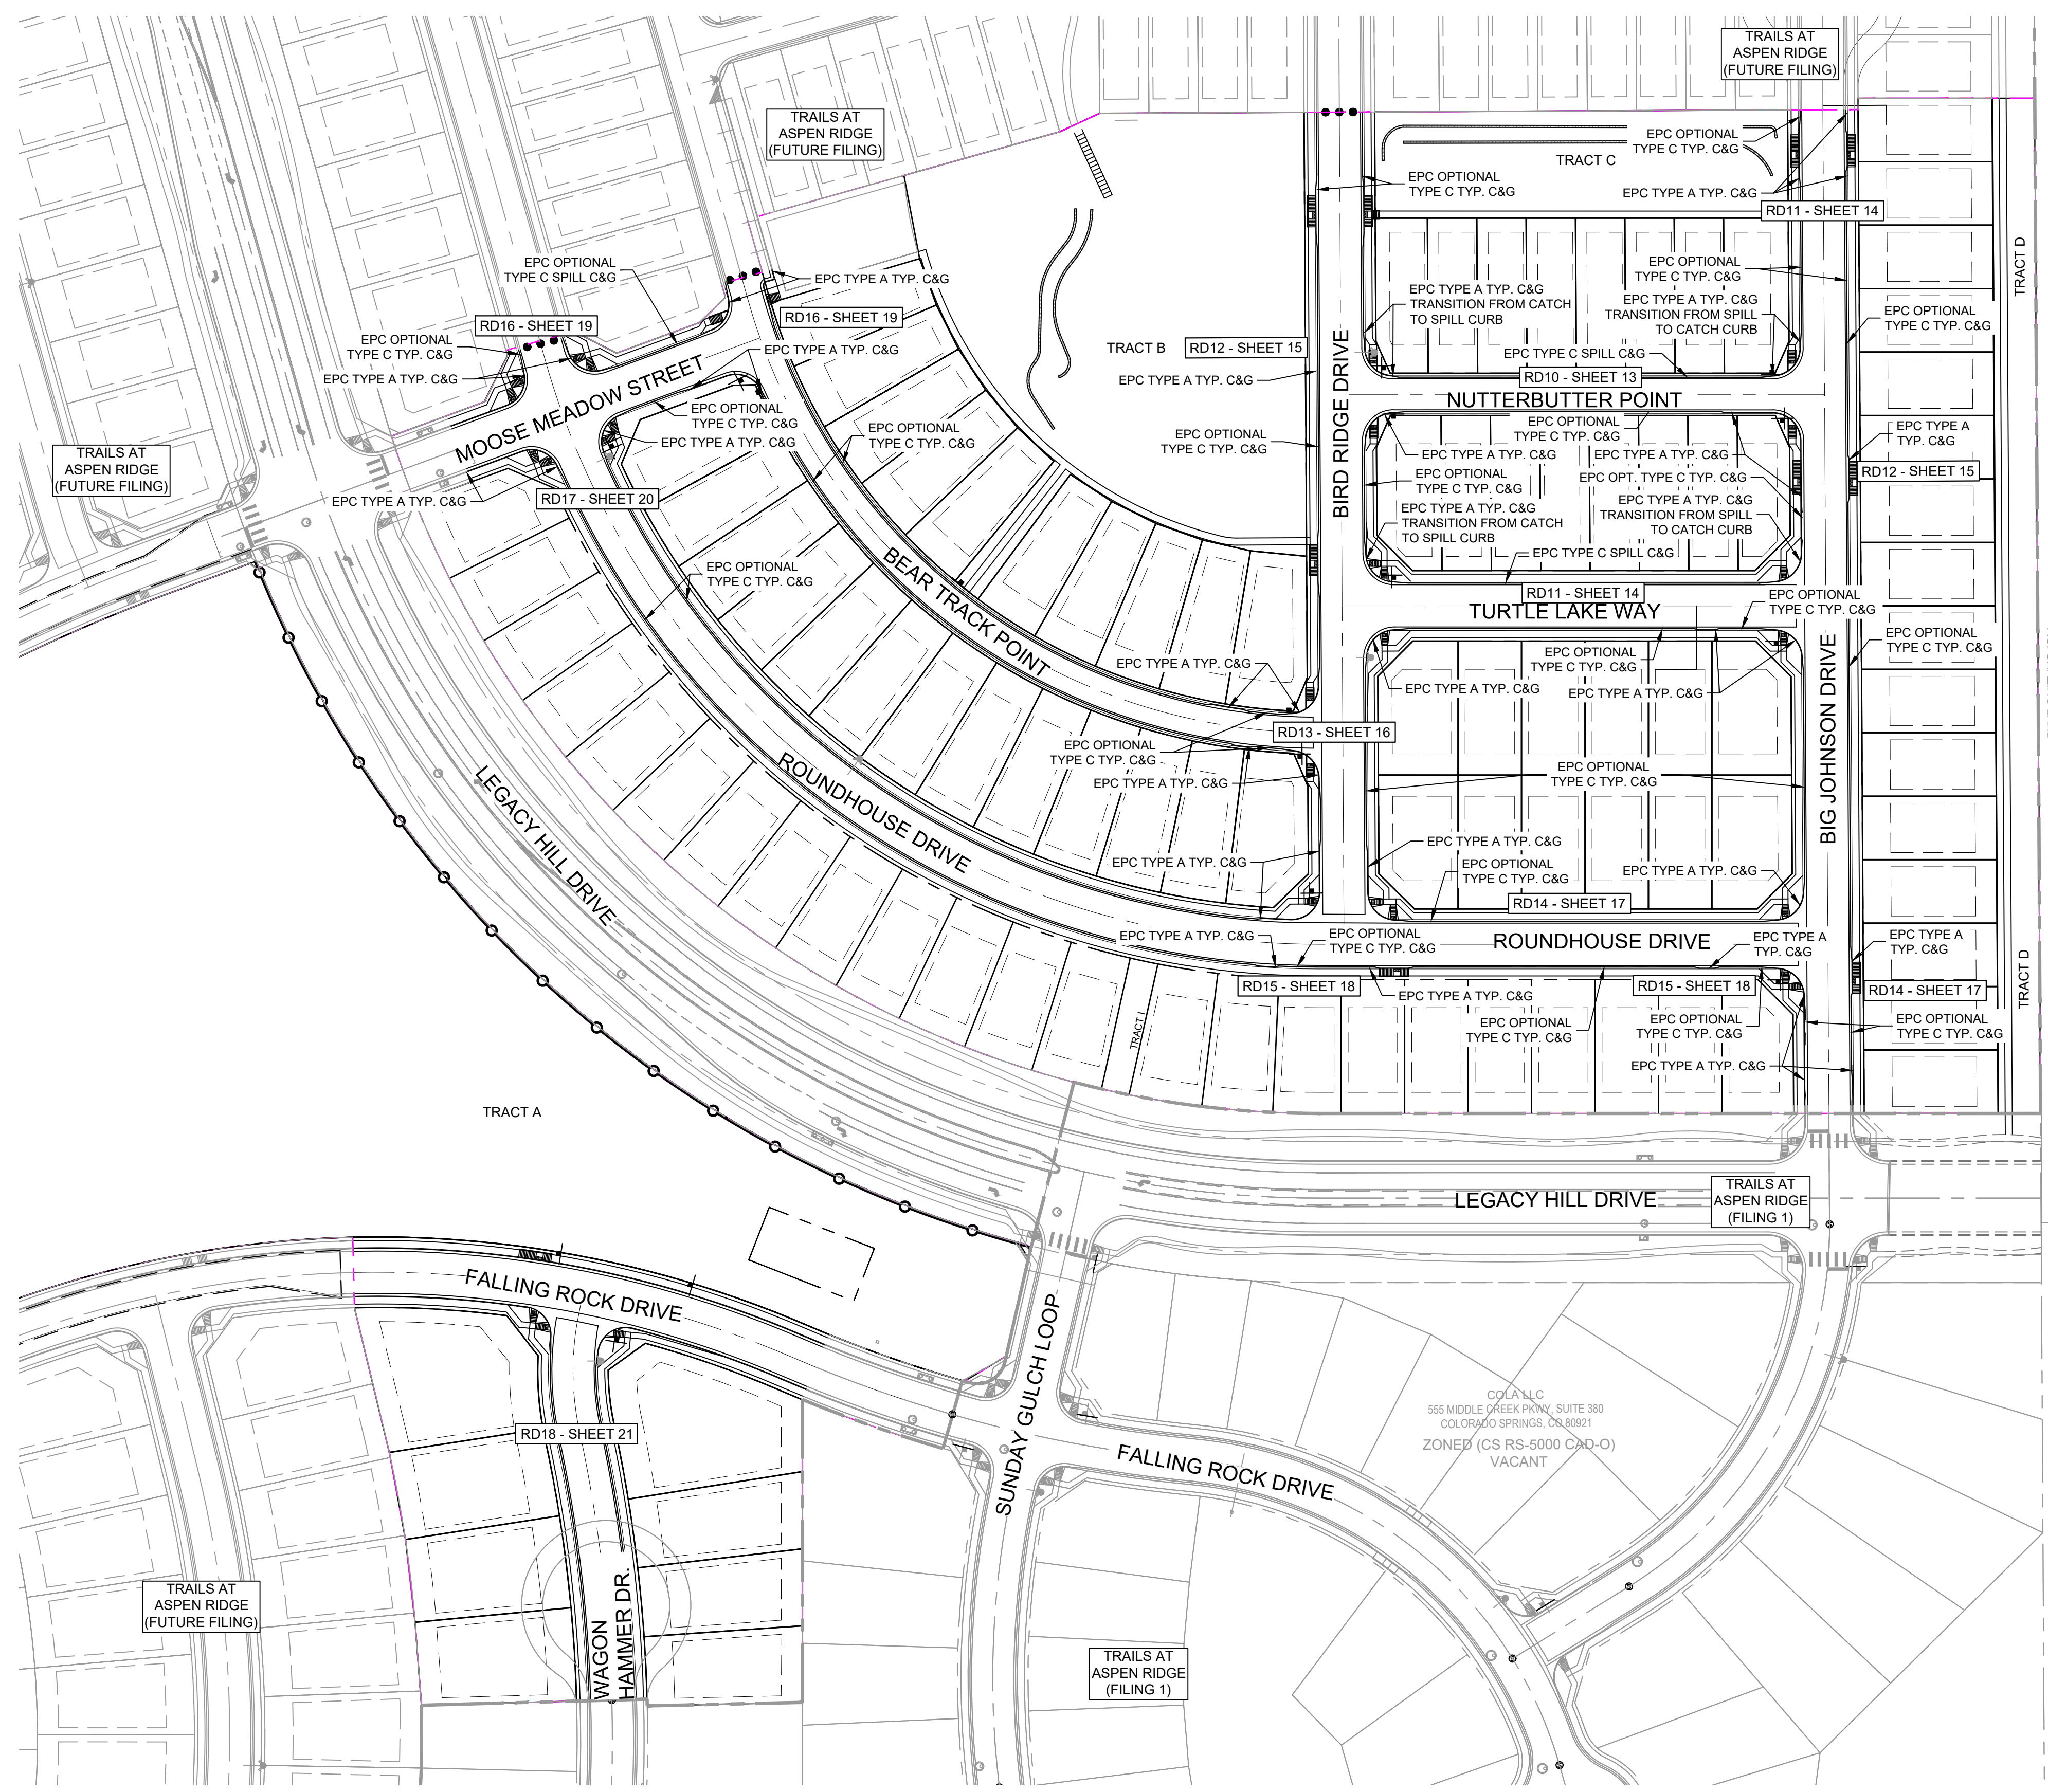 TRAILS AT
ASPEN RIDGE
(FUTURE FILING)
TRAILS AT
ASPEN RIDGE
(FUTURE FILING)
EPC OPTIONAL
TYPE C TYP. C&G
TRACT C
EPC OPTIONAL
TYPE C TYP. C&G
EPC TYPE A TYP. C&G
RD11 - SHEET 14
TRACT D
EPC OPTIONAL
TYPE C SPILL C&G
EPC TYPE A TYP. C&G
EPC OPTIONAL
TYPE C TYP. C&G
EPC TYPE A TYP. C&G
TRANSITION FROM CATCH
TO SPILL CURB
EPC TYPE A TYP. C&G
TRANSITION FROM SPILL
TO CATCH CURB
EPC OPTIONAL
TYPE C TYP. C&G
RD16 - SHEET 19
RD16 - SHEET 19
EPC OPTIONAL
TYPE C TYP. C&G
EPC TYPE A TYP. C&G
EPC TYPE A TYP. C&G
TRACT B
RD12 - SHEET 15
EPC TYPE A TYP. C&G
BIRD RIDGE DRIVE
EPC TYPE C SPILL C&G
RD10 - SHEET 13
NUTTERBUTTER POINT
MOOSE MEADOW STREET
EPC OPTIONAL
TYPE C TYP. C&G
EPC TYPE A TYP. C&G
EPC OPTIONAL
TYPE C TYP. C&G
EPC OPTIONAL
TYPE C TYP. C&G
EPC OPTIONAL
TYPE C TYP. C&G
EPC TYPE A TYP. C&G
EPC TYPE A TYP. C&G
EPC TYPE A
TYP. C&G
RD12 - SHEET 15
TRAILS AT
ASPEN RIDGE
(FUTURE FILING)
EPC TYPE A TYP. C&G
RD17 - SHEET 20
EPC OPTIONAL
TYPE C TYP. C&G
EPC OPT. TYPE C TYP. C&G
EPC TYPE A TYP. C&G
TRANSITION FROM CATCH
TO SPILL CURB
EPC TYPE A TYP. C&G
TRANSITION FROM SPILL
TO CATCH CURB
EPC TYPE C SPILL C&G
RD11 - SHEET 14
TURTLE LAKE WAY
EPC OPTIONAL
TYPE C TYP. C&G
EPC OPTIONAL
TYPE C TYP. C&G
BEAR TRACK POINT
EPC TYPE A TYP. C&G
EPC OPTIONAL
TYPE C TYP. C&G
EPC TYPE A TYP. C&G
EPC TYPE A TYP. C&G
BIG JOHNSON DRIVE
EPC OPTIONAL
TYPE C TYP. C&G
RD13 - SHEET 16
EPC OPTIONAL
TYPE C TYP. C&G
EPC TYPE A TYP. C&G
EPC OPTIONAL
TYPE C TYP. C&G
ROUNDHOUSE DRIVE
LEGACY HILL DRIVE
EPC TYPE A TYP. C&G
EPC TYPE A TYP. C&G
EPC OPTIONAL
TYPE C TYP. C&G
EPC TYPE A TYP. C&G
RD14 - SHEET 17
EPC TYPE A TYP. C&G
EPC OPTIONAL
TYPE C TYP. C&G
ROUNDHOUSE DRIVE
EPC TYPE A
TYP. C&G
EPC TYPE A
TYP. C&G
TRACT D
RD15 - SHEET 18
EPC TYPE A TYP. C&G
RD15 - SHEET 18
RD14 - SHEET 17
TRACT I
EPC OPTIONAL
TYPE C TYP. C&G
EPC OPTIONAL
TYPE C TYP. C&G
EPC OPTIONAL
TYPE C TYP. C&G
EPC TYPE A TYP. C&G
TRACT A
LEGACY HILL DRIVE
TRAILS AT
ASPEN RIDGE
(FILING 1)
FALLING ROCK DRIVE
SUNDAY GULCH LOOP
COLA LLC
555 MIDDLE CREEK PKWY, SUITE 380
COLORADO SPRINGS, CO 80921
ZONED (CS RS-5000 CAD-O)
VACANT
RD18 - SHEET 21
FALLING ROCK DRIVE
TRAILS AT
ASPEN RIDGE
(FUTURE FILING)
WAGON
HAMMER DR.
TRAILS AT
ASPEN RIDGE
(FILING 1)